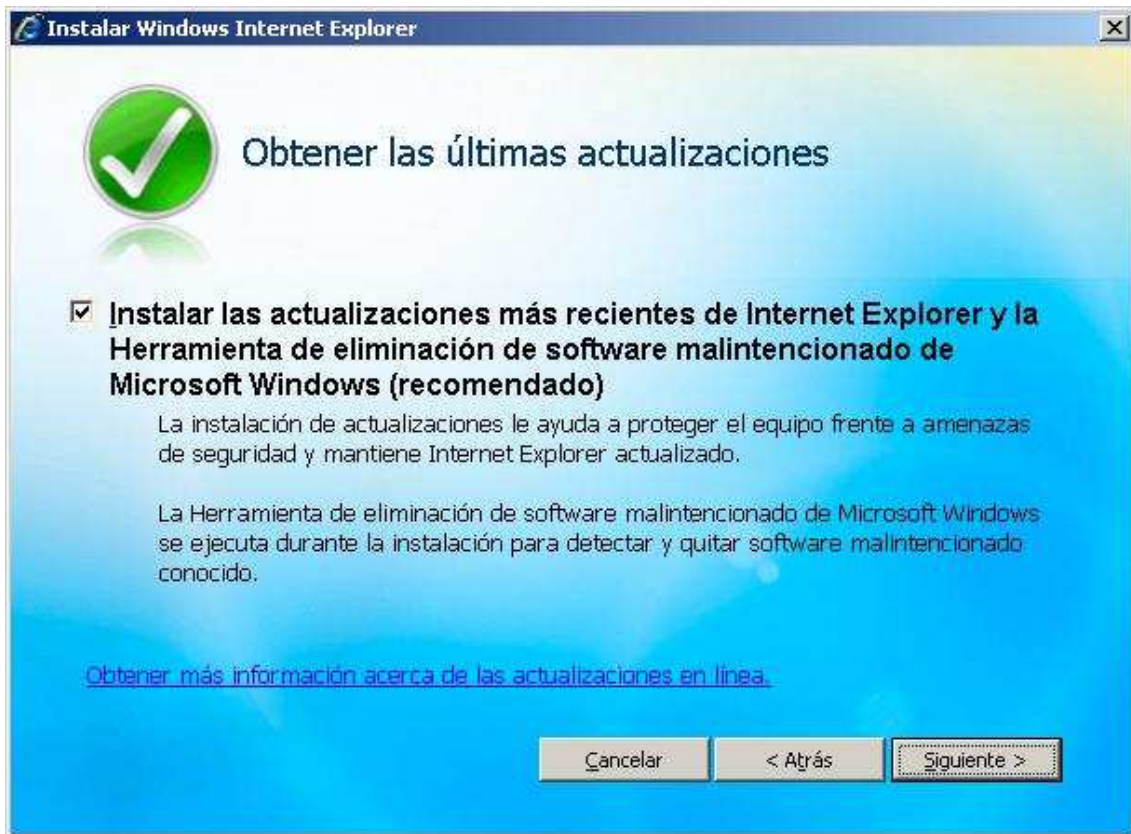 Instalar Windows Internet Explorer
Obtener las últimas actualizaciones
Instalar las actualizaciones más recientes de Internet Explorer y la
Herramienta de eliminación de software malintencionado de
Microsoft Windows (recomendado)
La instalación de actualizaciones le ayuda a proteger el equipo frente a amenazas
de seguridad y mantiene Internet Explorer actualizado.
La Herramienta de eliminación de software malintencionado de Microsoft Windows
se ejecuta durante la instalación para detectar y quitar software malintencionado
conocido.
Obtener más información acerca de las actualizaciones en línea.
Cancelar
< Atrás
Siguiente >